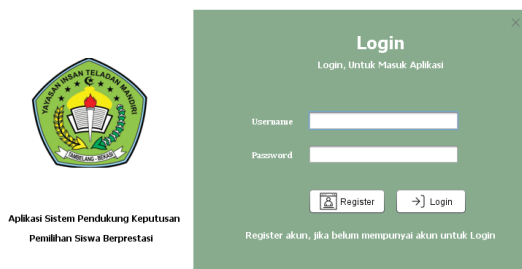 YAYASAN INSAN TELADAN MANDIRI
TAMBELANG - BEKASI
Aplikasi Sistem Pendukung Keputusan
Pemilihan Siswa Berprestasi
Login
Login, Untuk Masuk Aplikasi
Username
Password
Register
Login
Register akun, jika belum mempunyai akun untuk Login